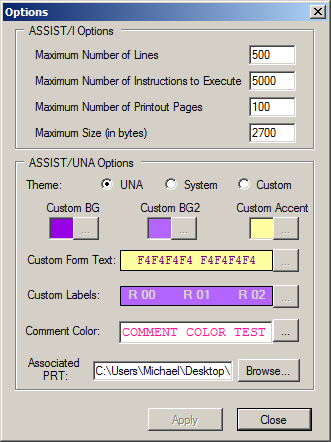 Options
ASSIST/I Options
Maximum Number of Lines 500
Maximum Number of Instructions to Execute 5000
Maximum Number of Printout Pages 100
Maximum Size (in bytes) 2700
ASSIST/UNA Options
Theme: UNA System Custom
Custom BG Custom BG2 Custom Accent
... ... ...
Custom Form Text: F4F4F4F4 F4F4F4F4 ...
Custom Labels: R 00 R 01 R 02 ...
Comment Color: COMMENT COLOR TEST ...
Associated
PRT: C:\Users\Michael\Desktop\ Browse...
Apply Close